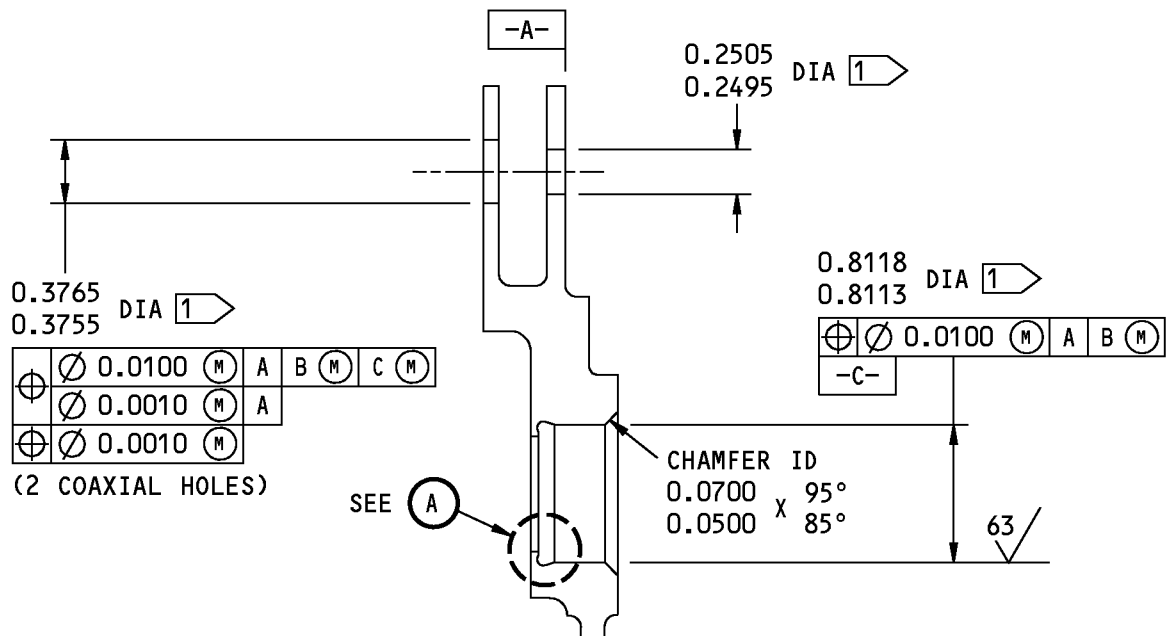 -A-
0.2505
0.2495 DIA 1
0.3765
0.3755 DIA 1
⌖ ⌀ 0.0100 Ⓜ A B Ⓜ C Ⓜ
⌀ 0.0010 Ⓜ A
⌖ ⌀ 0.0010 Ⓜ
(2 COAXIAL HOLES)
0.8118
0.8113 DIA 1
⌖ ⌀ 0.0100 Ⓜ A B Ⓜ
-C-
CHAMFER ID
0.0700 X 95°
0.0500 85°
SEE A
63